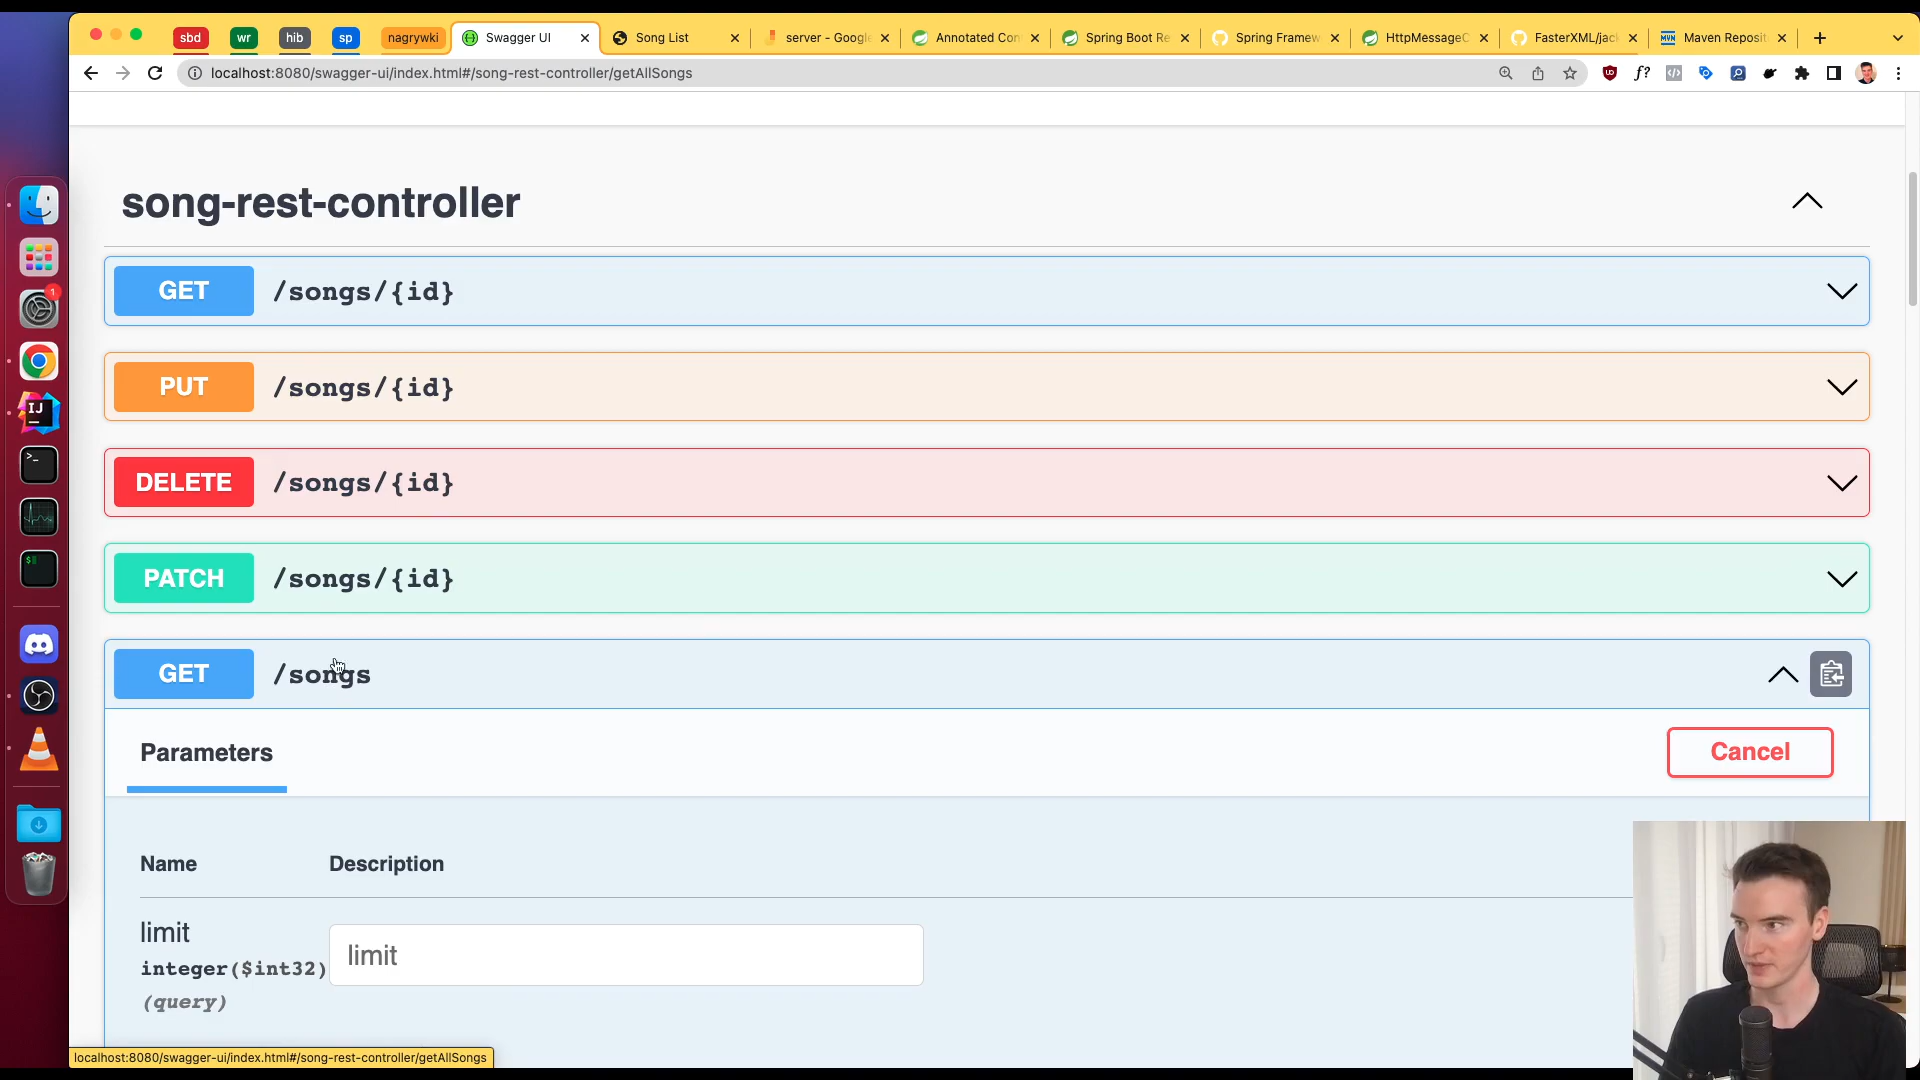 sbd wr hib sp nagrywki Swagger UI Song List server - Google Annotated Con Spring Boot Re Spring Framew HttpMessageC FasterXML/jack Maven Reposit
localhost:8080/swagger-ui/index.html#/song-rest-controller/getAllSongs
song-rest-controller
GET /songs/{id}
PUT /songs/{id}
DELETE /songs/{id}
PATCH /songs/{id}
GET /songs
Parameters Cancel
Name Description
limit
integer($int32)
(query)
limit
localhost:8080/swagger-ui/index.html#/song-rest-controller/getAllSongs